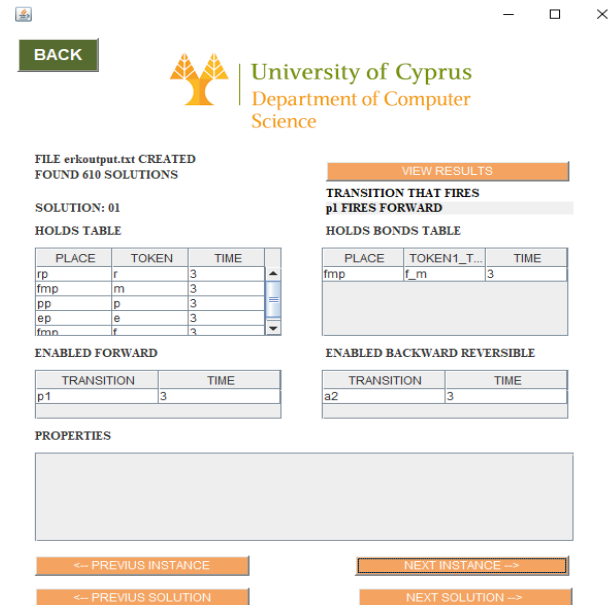 BACK
University of Cyprus
Department of Computer
Science
FILE erkoutput.txt CREATED
FOUND 610 SOLUTIONS
VIEW RESULTS
TRANSITION THAT FIRES
SOLUTION: 01
p1 FIRES FORWARD
HOLDS TABLE
HOLDS BONDS TABLE
PLACE TOKEN TIME
rp r 3
fmp m 3
pp p 3
ep e 3
fmp f 3
PLACE TOKEN1_T... TIME
fmp f_m 3
ENABLED FORWARD
ENABLED BACKWARD REVERSIBLE
TRANSITION TIME
p1 3
TRANSITION TIME
a2 3
PROPERTIES
<-- PREVIUS INSTANCE
NEXT INSTANCE -->
<-- PREVIUS SOLUTION
NEXT SOLUTION -->